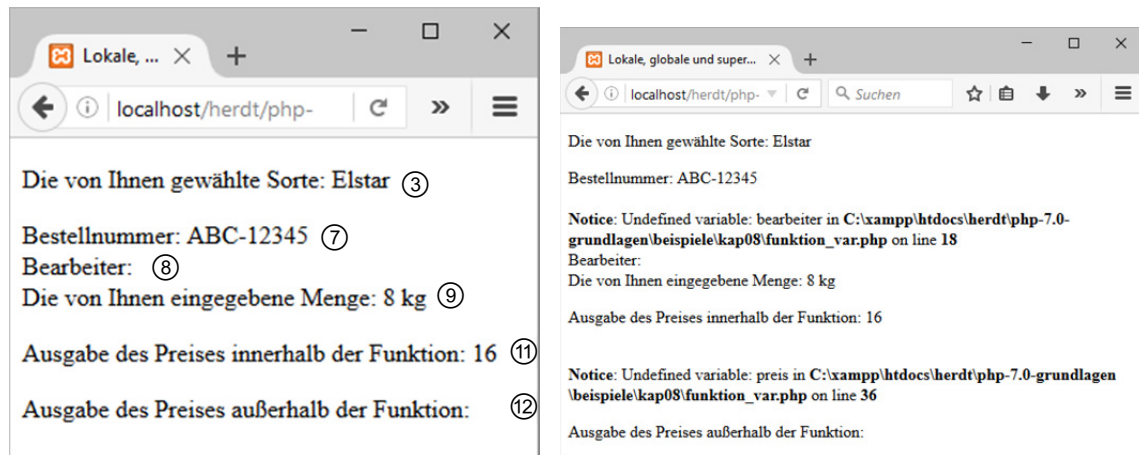 Lokale, ...
localhost/herdt/php-
Die von Ihnen gewählte Sorte: Elstar ③
Bestellnummer: ABC-12345 ⑦
Bearbeiter: ⑧
Die von Ihnen eingegebene Menge: 8 kg ⑨
Ausgabe des Preises innerhalb der Funktion: 16 ⑪
Ausgabe des Preises außerhalb der Funktion: ⑫
Lokale, globale und super...
localhost/herdt/php- Suchen
Die von Ihnen gewählte Sorte: Elstar
Bestellnummer: ABC-12345
Notice: Undefined variable: bearbeiter in C:\xampp\htdocs\herdt\php-7.0-
grundlagen\beispiele\kap08\funktion_var.php on line 18
Bearbeiter:
Die von Ihnen eingegebene Menge: 8 kg
Ausgabe des Preises innerhalb der Funktion: 16
Notice: Undefined variable: preis in C:\xampp\htdocs\herdt\php-7.0-grundlagen
\beispiele\kap08\funktion_var.php on line 36
Ausgabe des Preises außerhalb der Funktion: